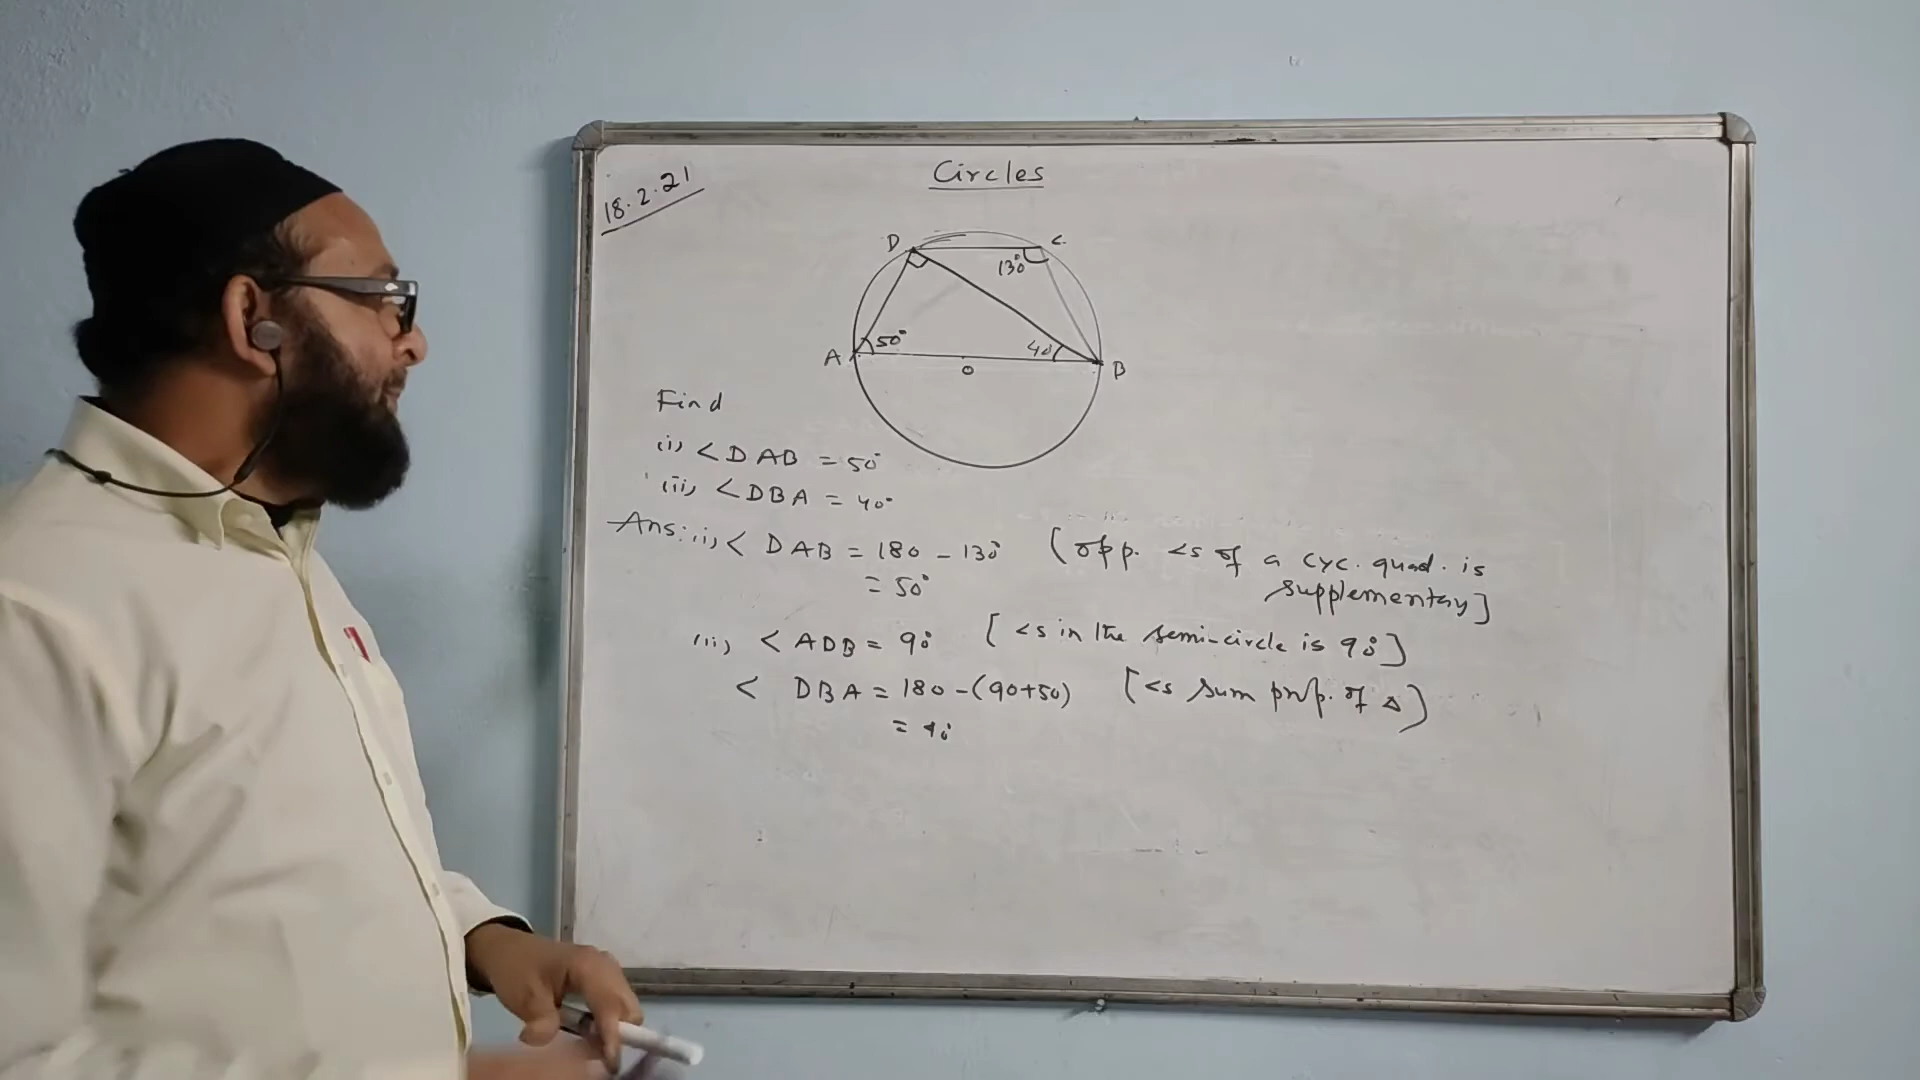 18.2.21
Circles
D
C
130°
50°
40
A
O
B
Find
(i) <DAB = 50°
(ii) <DBA = 40°
Ans: i) < DAB = 180 - 130° [opp. <s of a cyc. quad. is
= 50°
supplementary]
(ii) < ADB = 90° [<s in the semi-circle is 90°]
< DBA = 180 - (90+50) [<s sum prop. of △)
= 40°